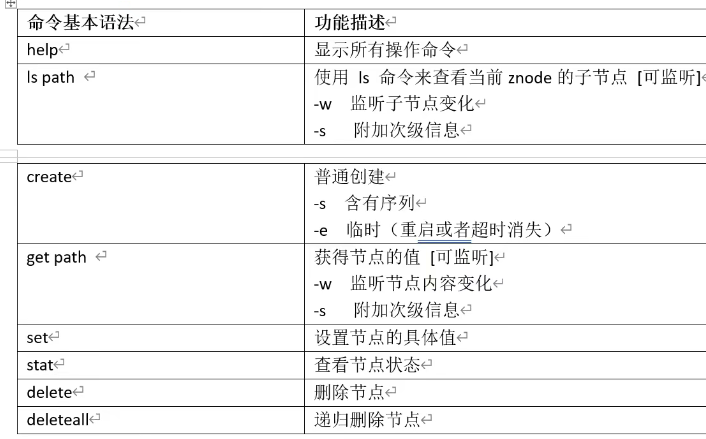 命令基本语法 功能描述
help 显示所有操作命令
ls path 使用 ls 命令来查看当前 znode 的子节点 [可监听]
-w 监听子节点变化
-s 附加次级信息
create 普通创建
-s 含有序列
-e 临时（重启或者超时消失）
get path 获得节点的值 [可监听]
-w 监听节点内容变化
-s 附加次级信息
set 设置节点的具体值
stat 查看节点状态
delete 删除节点
deleteall 递归删除节点